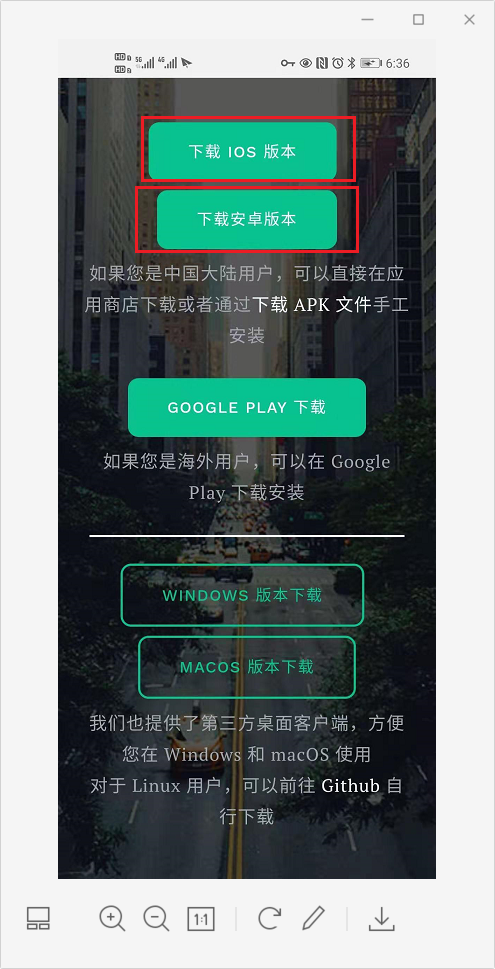 6:36
下载 IOS 版本
下载安卓版本
如果您是中国大陆用户，可以直接在应
用商店下载或者通过下载 APK 文件手工
安装
GOOGLE PLAY 下载
如果您是海外用户，可以在 Google
Play 下载安装
WINDOWS 版本下载
MACOS 版本下载
我们也提供了第三方桌面客户端，方便
您在 Windows 和 macOS 使用
对于 Linux 用户，可以前往 Github 自
行下载
1:1